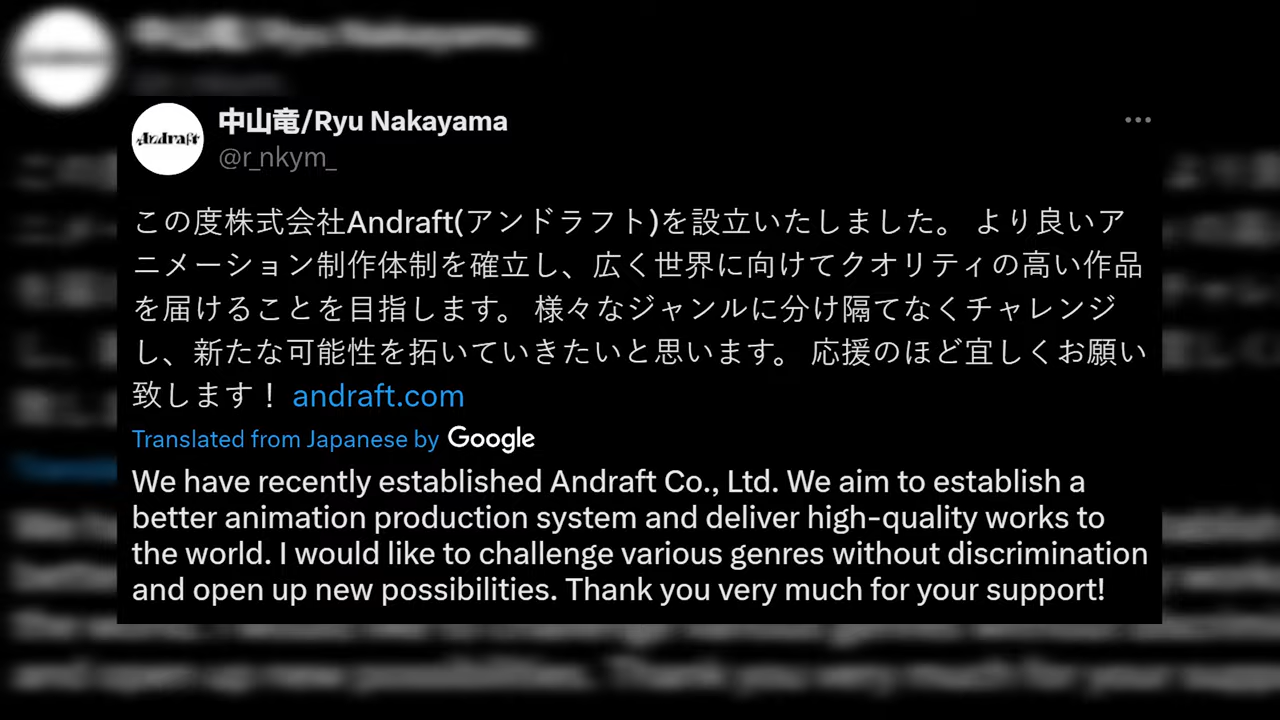 中山竜/Ryu Nakayama
Andraft
@r_nkym_
この度株式会社Andraft(アンドラフト)を設立いたしました。 より良いア
ニメーション制作体制を確立し、広く世界に向けてクオリティの高い作品
を届けることを目指します。 様々なジャンルに分け隔てなくチャレンジ
し、新たな可能性を拓いていきたいと思います。 応援のほど宜しくお願い
致します！ andraft.com
Translated from Japanese by Google
We have recently established Andraft Co., Ltd. We aim to establish a
better animation production system and deliver high-quality works to
the world. I would like to challenge various genres without discrimination
and open up new possibilities. Thank you very much for your support!